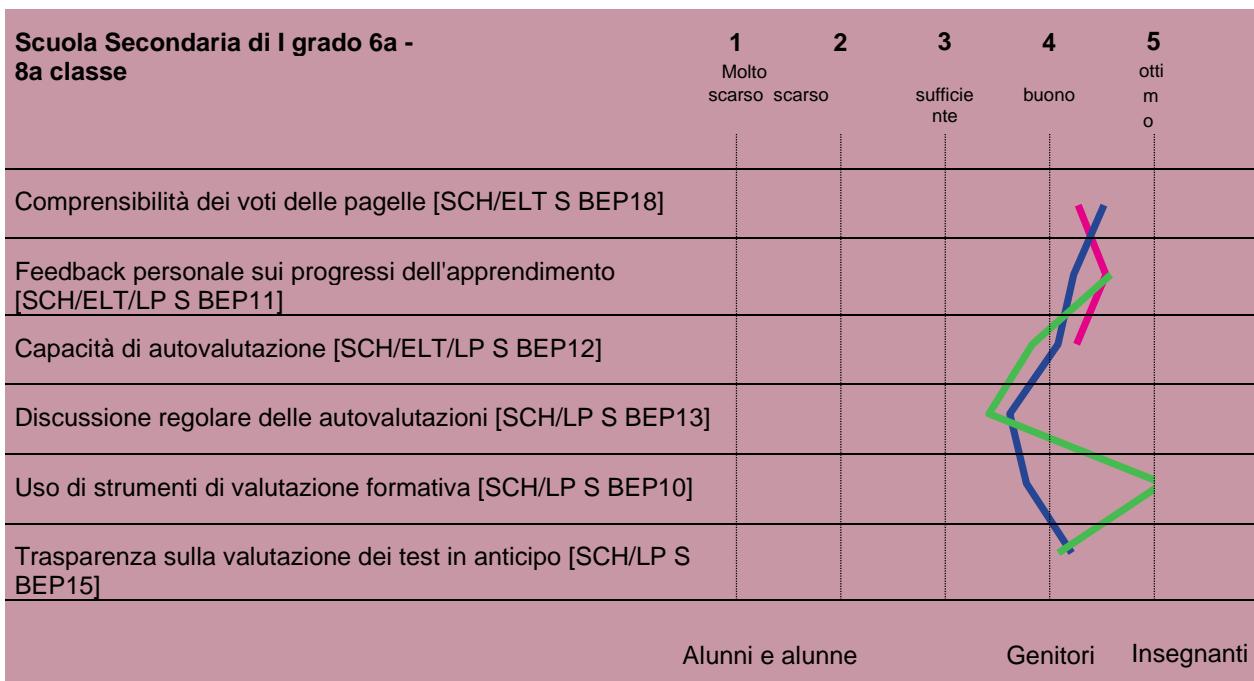 Scuola Secondaria di I grado 6a -
8a classe
1 2 3 4 5
Molto
scarso scarso
sufficie
nte
buono
otti
m
o
Comprensibilità dei voti delle pagelle [SCH/ELT S BEP18]
Feedback personale sui progressi dell'apprendimento
[SCH/ELT/LP S BEP11]
Capacità di autovalutazione [SCH/ELT/LP S BEP12]
Discussione regolare delle autovalutazioni [SCH/LP S BEP13]
Uso di strumenti di valutazione formativa [SCH/LP S BEP10]
Trasparenza sulla valutazione dei test in anticipo [SCH/LP S
BEP15]
Alunni e alunne Genitori Insegnanti